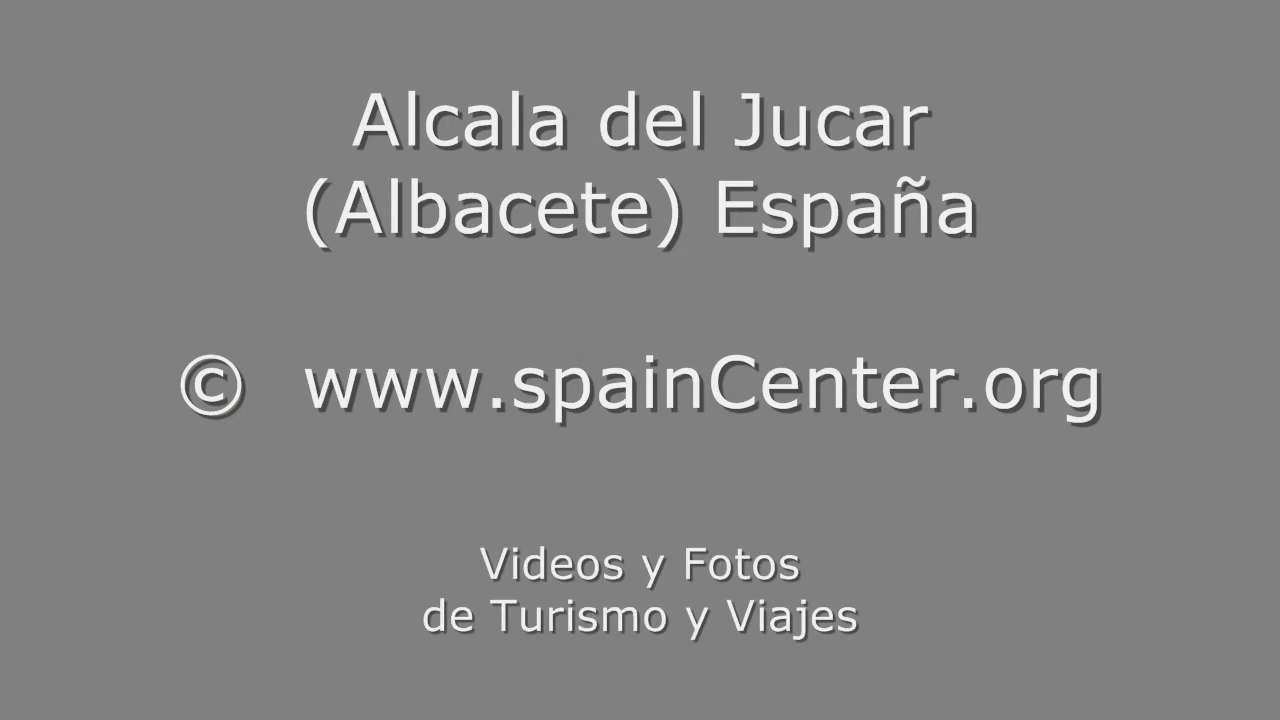 Alcala del Jucar
(Albacete) España
© www.spainCenter.org
Videos y Fotos
de Turismo y Viajes